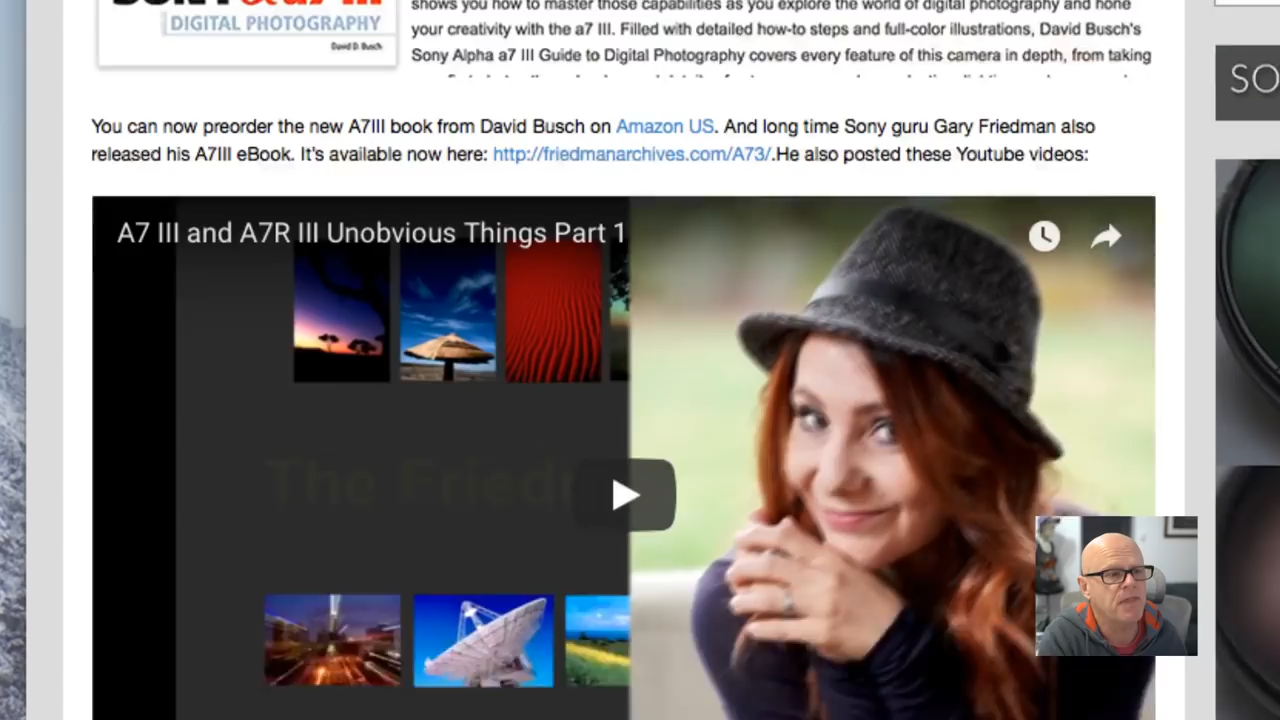 DIGITAL PHOTOGRAPHY
David D. Busch
shows you how to master those capabilities as you explore the world of digital photography and hone
your creativity with the a7 III. Filled with detailed how-to steps and full-color illustrations, David Busch's
Sony Alpha a7 III Guide to Digital Photography covers every feature of this camera in depth, from taking
You can now preorder the new A7III book from David Busch on Amazon US. And long time Sony guru Gary Friedman also
released his A7III eBook. It's available now here: http://friedmanarchives.com/A73/.He also posted these Youtube videos:
A7 III and A7R III Unobvious Things Part 1
The Friedr
SO